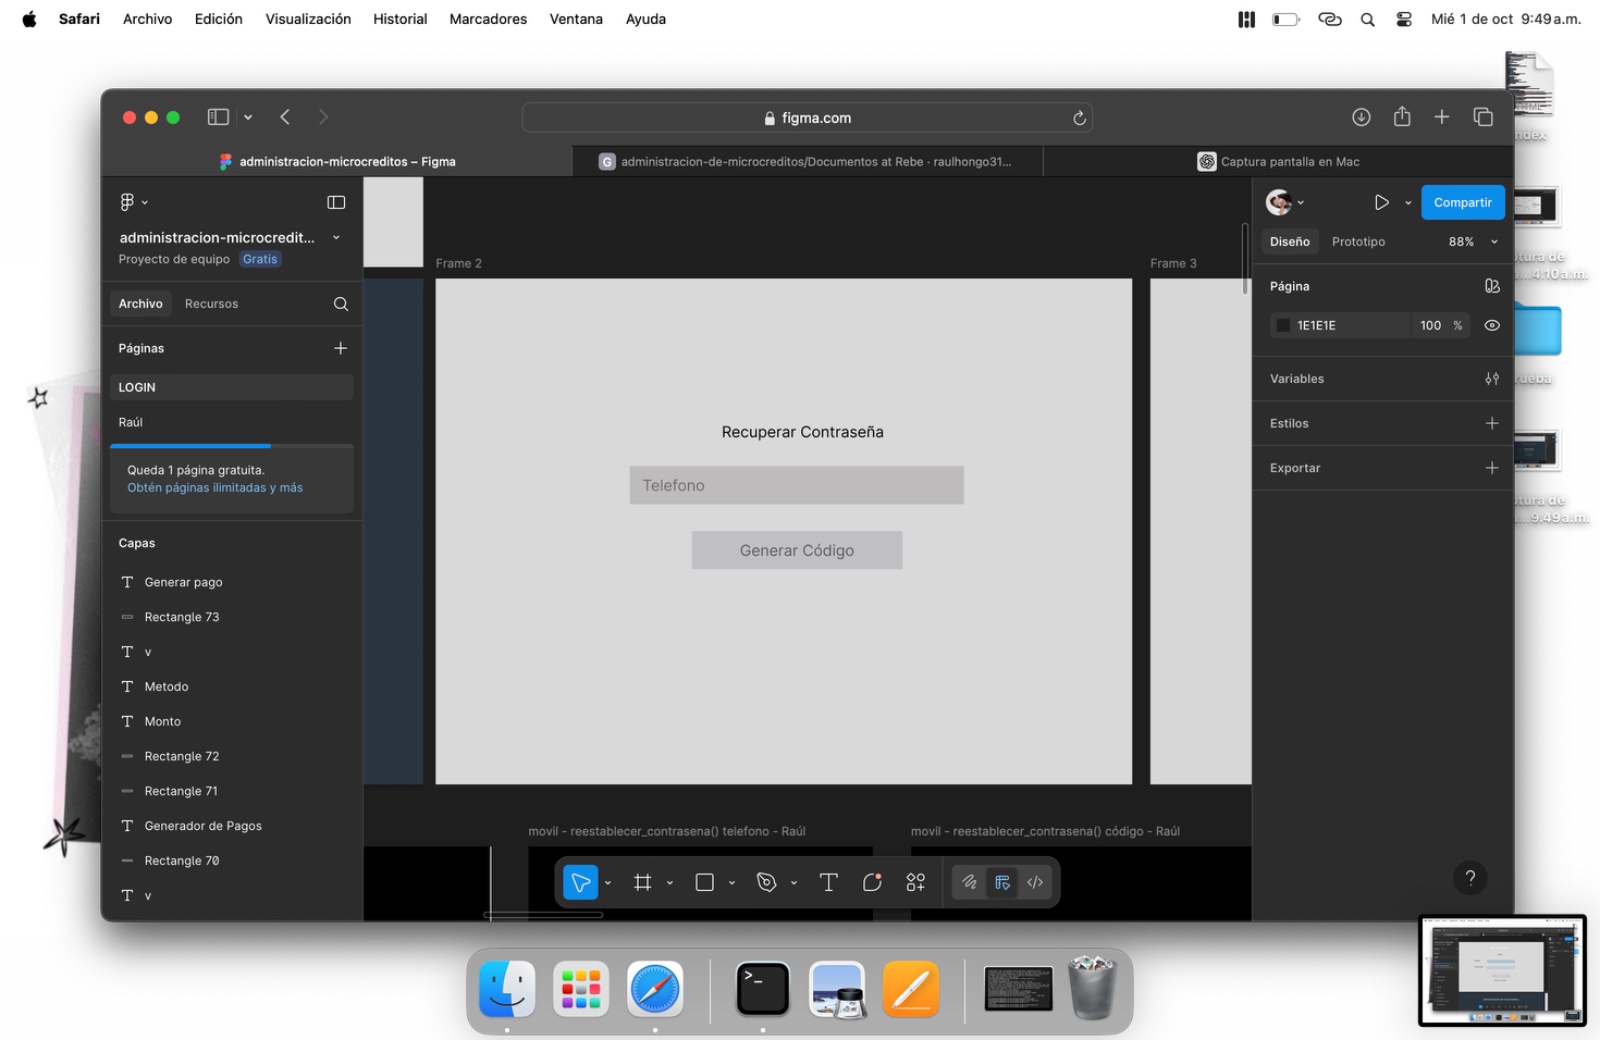 Safari Archivo Edición Visualización Historial Marcadores Ventana Ayuda Mié 1 de oct 9:49 a.m.
figma.com
administracion-microcreditos – Figma
G administracion-de-microcreditos/Documentos at Rebe · raulhongo31...
Captura pantalla en Mac
administracion-microcredit...
Proyecto de equipo Gratis
Archivo Recursos
Páginas
LOGIN
Raúl
Queda 1 página gratuita.
Obtén páginas ilimitadas y más
Capas
Generar pago
Rectangle 73
v
Metodo
Monto
Rectangle 72
Rectangle 71
Generador de Pagos
Rectangle 70
v
Frame 2
Frame 3
Recuperar Contraseña
Telefono
Generar Código
movil - reestablecer_contrasena() telefono - Raúl
movil - reestablecer_contrasena() código - Raúl
Compartir
Diseño Prototipo 88%
Página
1E1E1E 100 %
Variables
Estilos
Exportar
?
ndex
tura de
...4.10 a.m.
rueba
tura de
...9.49 a.m.